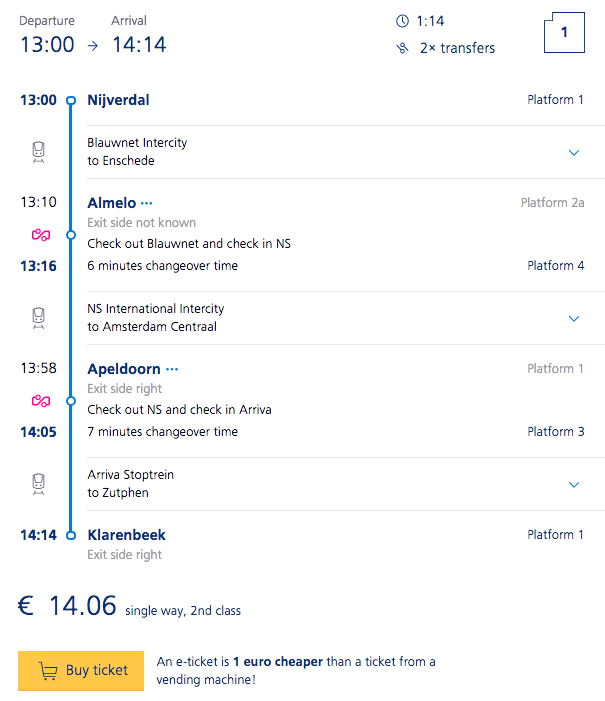 Departure Arrival
13:00 → 14:14
1:14
2× transfers
1
13:00 Nijverdal Platform 1
Blauwnet Intercity
to Enschede
13:10 Almelo ••• Platform 2a
Exit side not known
Check out Blauwnet and check in NS
13:16 6 minutes changeover time Platform 4
NS International Intercity
to Amsterdam Centraal
13:58 Apeldoorn ••• Platform 1
Exit side right
Check out NS and check in Arriva
14:05 7 minutes changeover time Platform 3
Arriva Stoptrein
to Zutphen
14:14 Klarenbeek Platform 1
Exit side right
€ 14.06 single way, 2nd class
Buy ticket
An e-ticket is 1 euro cheaper than a ticket from a
vending machine!